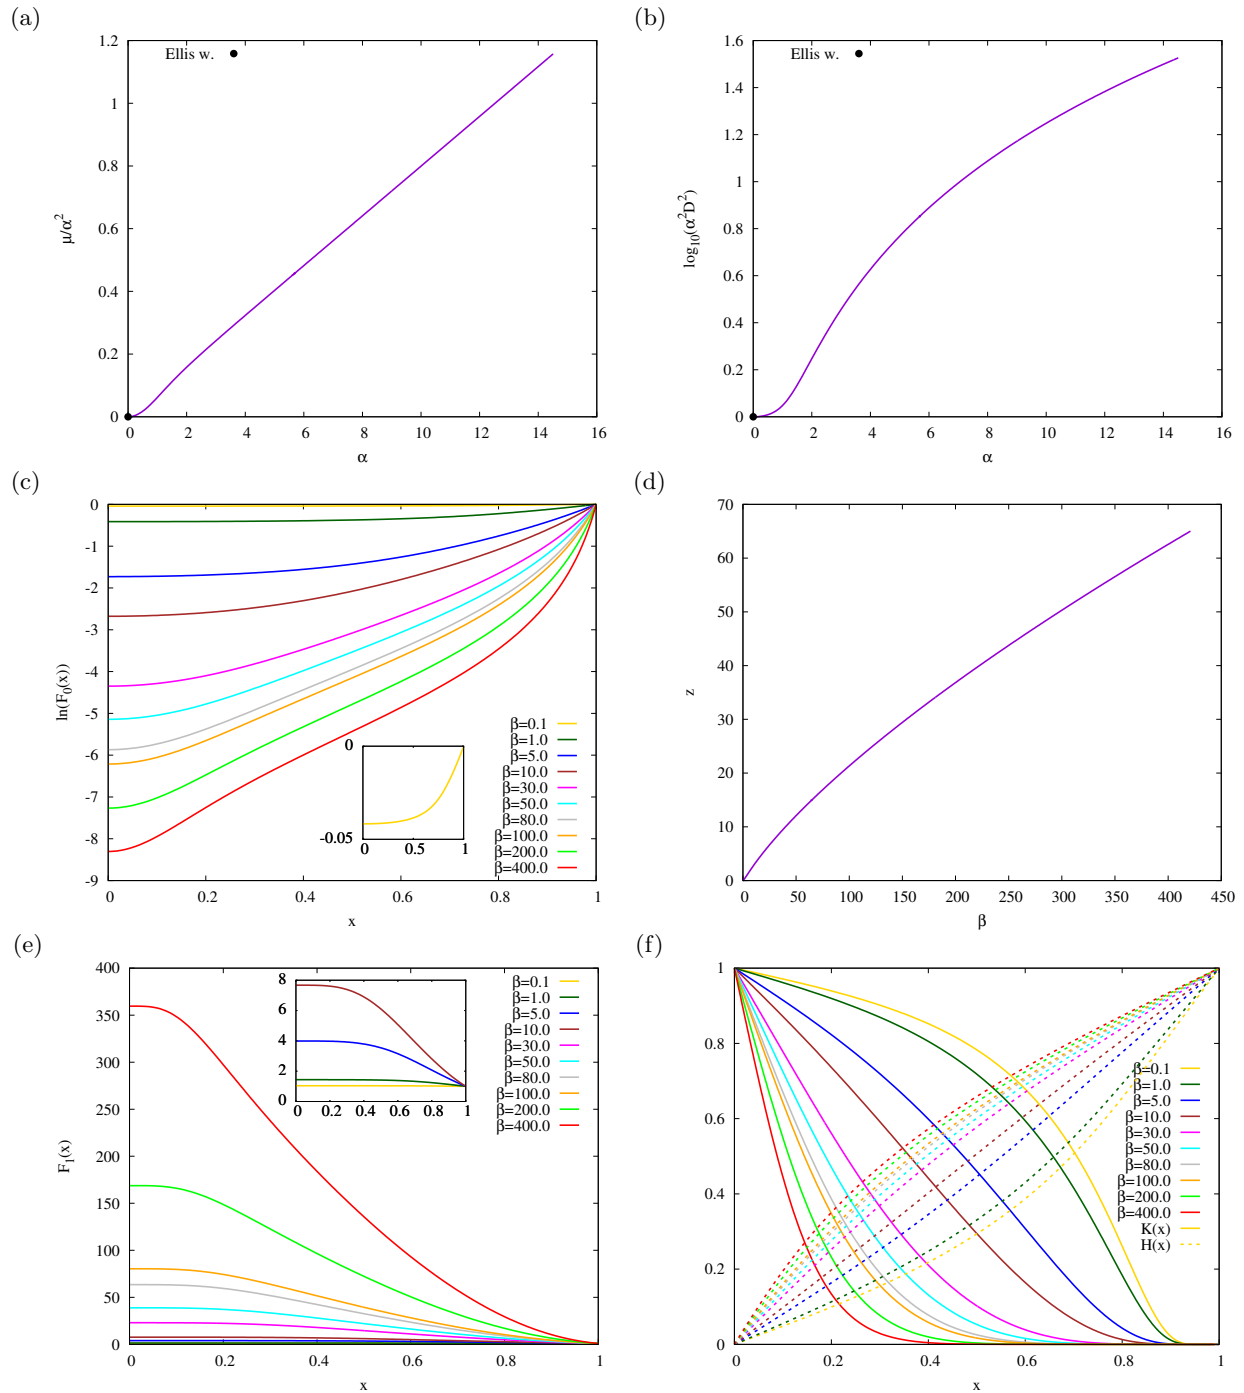 (a)
1.2
1
0.8
0.6
0.4
0.2
0
0 2 4 6 8 10 12 14 16
μ/α²
α
Ellis w.
(b)
1.6
1.4
1.2
1
0.8
0.6
0.4
0.2
0
0 2 4 6 8 10 12 14 16
log₁₀(α²D²)
α
Ellis w.
(c)
0
-1
-2
-3
-4
-5
-6
-7
-8
-9
0 0.2 0.4 0.6 0.8 1
ln(F₀(x))
x
β=0.1
β=1.0
β=5.0
β=10.0
β=30.0
β=50.0
β=80.0
β=100.0
β=200.0
β=400.0
0
-0.05
0 0.5 1
(d)
70
60
50
40
30
20
10
0
0 50 100 150 200 250 300 350 400 450
z
β
(e)
400
350
300
250
200
150
100
50
0
0 0.2 0.4 0.6 0.8 1
F₁(x)
x
8
6
4
2
0
0 0.2 0.4 0.6 0.8 1
β=0.1
β=1.0
β=5.0
β=10.0
β=30.0
β=50.0
β=80.0
β=100.0
β=200.0
β=400.0
(f)
1
0.8
0.6
0.4
0.2
0
0 0.2 0.4 0.6 0.8 1
x
β=0.1
β=1.0
β=5.0
β=10.0
β=30.0
β=50.0
β=80.0
β=100.0
β=200.0
β=400.0
K(x)
H(x)